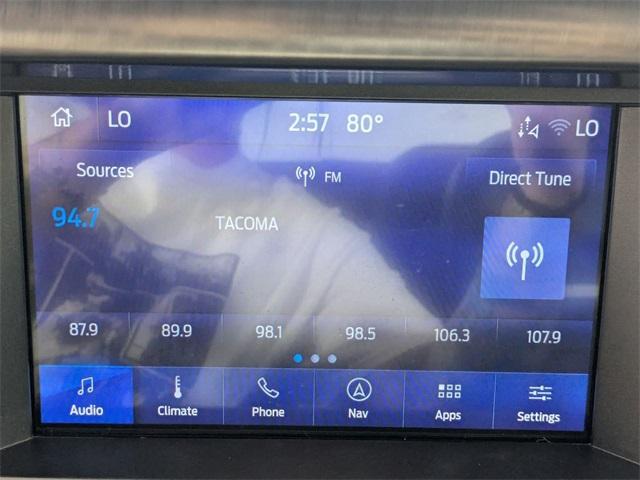 LO 2:57 80° LO
Sources FM Direct Tune
94.7 TACOMA
87.9 89.9 98.1 98.5 106.3 107.9
Audio Climate Phone Nav Apps Settings